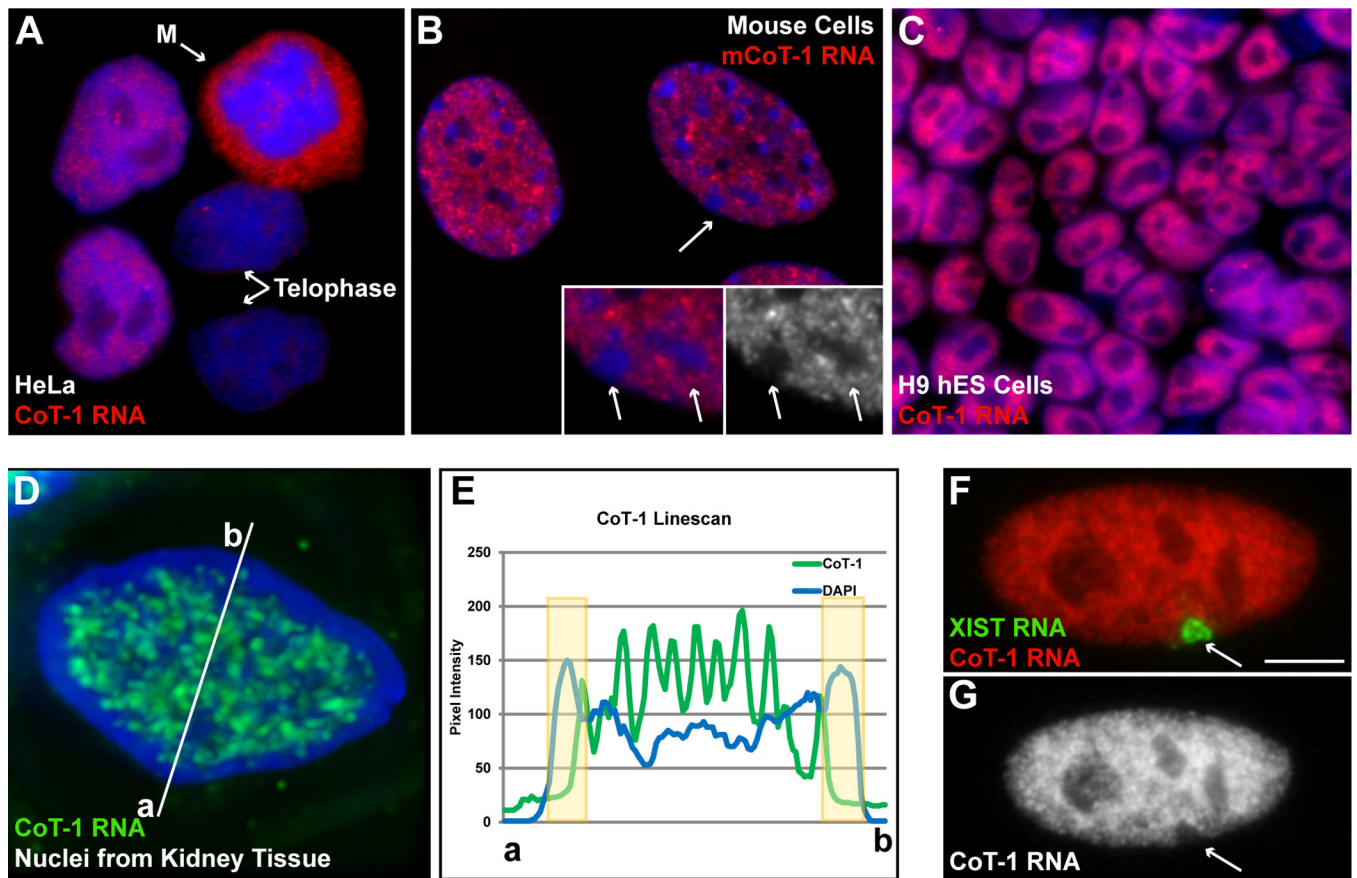 A
M
Telophase
HeLa
CoT-1 RNA
B
Mouse Cells
mCoT-1 RNA
C
H9 hES Cells
CoT-1 RNA
D
b
a
CoT-1 RNA
Nuclei from Kidney Tissue
E
CoT-1 Linescan
250
200
150
100
50
0
Pixel Intensity
CoT-1
DAPI
a
b
F
XIST RNA
CoT-1 RNA
G
CoT-1 RNA